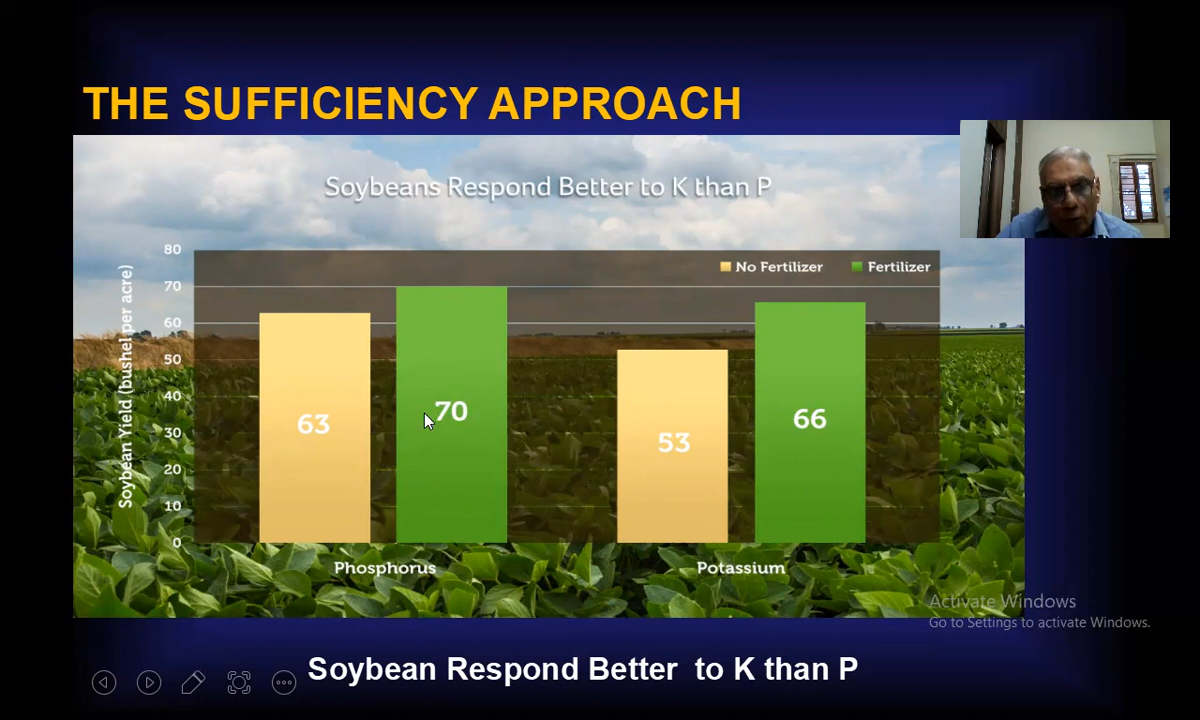 THE SUFFICIENCY APPROACH
Soybeans Respond Better to K than P
Soybean Yield (bushel per acre)
80
70
60
50
40
30
20
10
0
No Fertilizer
Fertilizer
63
70
53
66
Phosphorus
Potassium
Activate Windows
Go to Settings to activate Windows.
Soybean Respond Better to K than P